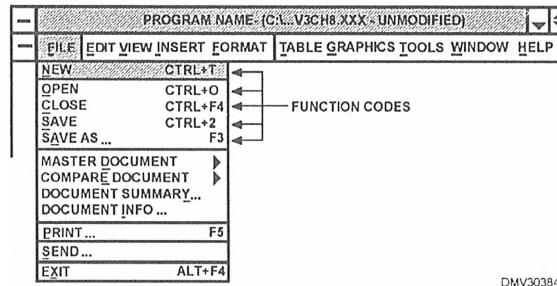 PROGRAM NAME- (C:\...V3CH8.XXX - UNMODIFIED)
FILE EDIT VIEW INSERT FORMAT TABLE GRAPHICS TOOLS WINDOW HELP
NEW CTRL+T
OPEN CTRL+O
CLOSE CTRL+F4 FUNCTION CODES
SAVE CTRL+2
SAVE AS ... F3
MASTER DOCUMENT
COMPARE DOCUMENT
DOCUMENT SUMMARY...
DOCUMENT INFO ...
PRINT ... F5
SEND...
EXIT ALT+F4
DMV30384